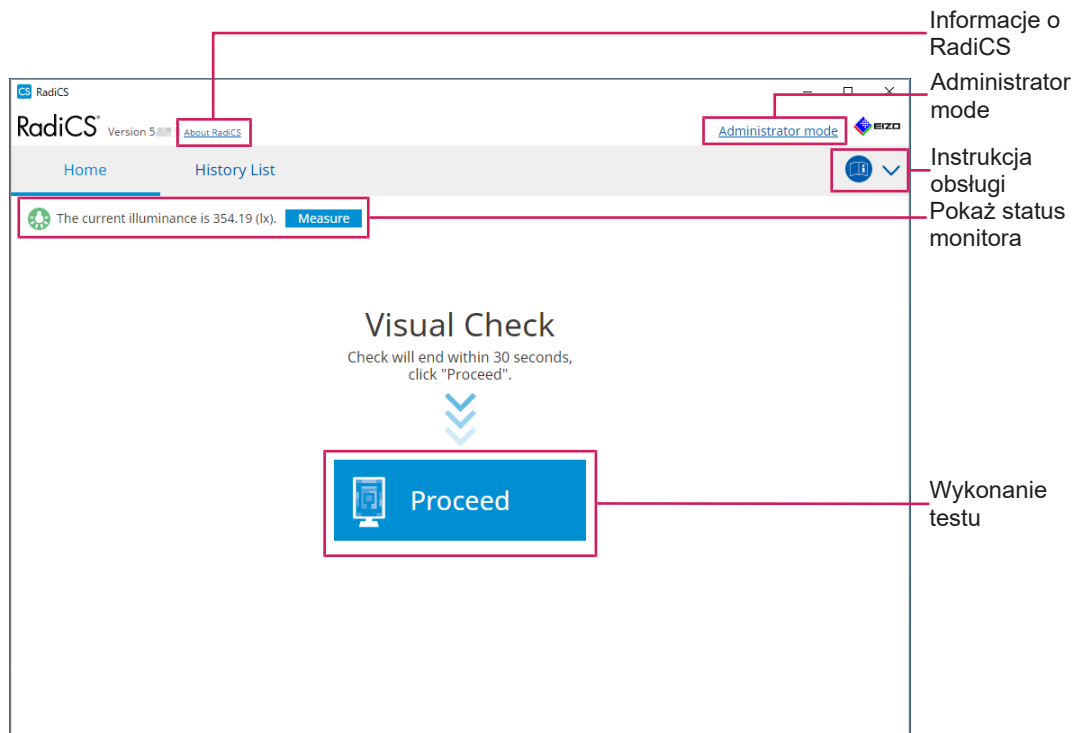 Informacje o
RadiCS
Administrator
mode
Instrukcja
obsługi
Pokaż status
monitora
CS RadiCS
RadiCS® Version 5. About RadiCS
Administrator mode EIZO
Home History List
The current illuminance is 354.19 (lx). Measure
Visual Check
Check will end within 30 seconds,
click "Proceed".
Proceed
Wykonanie
testu